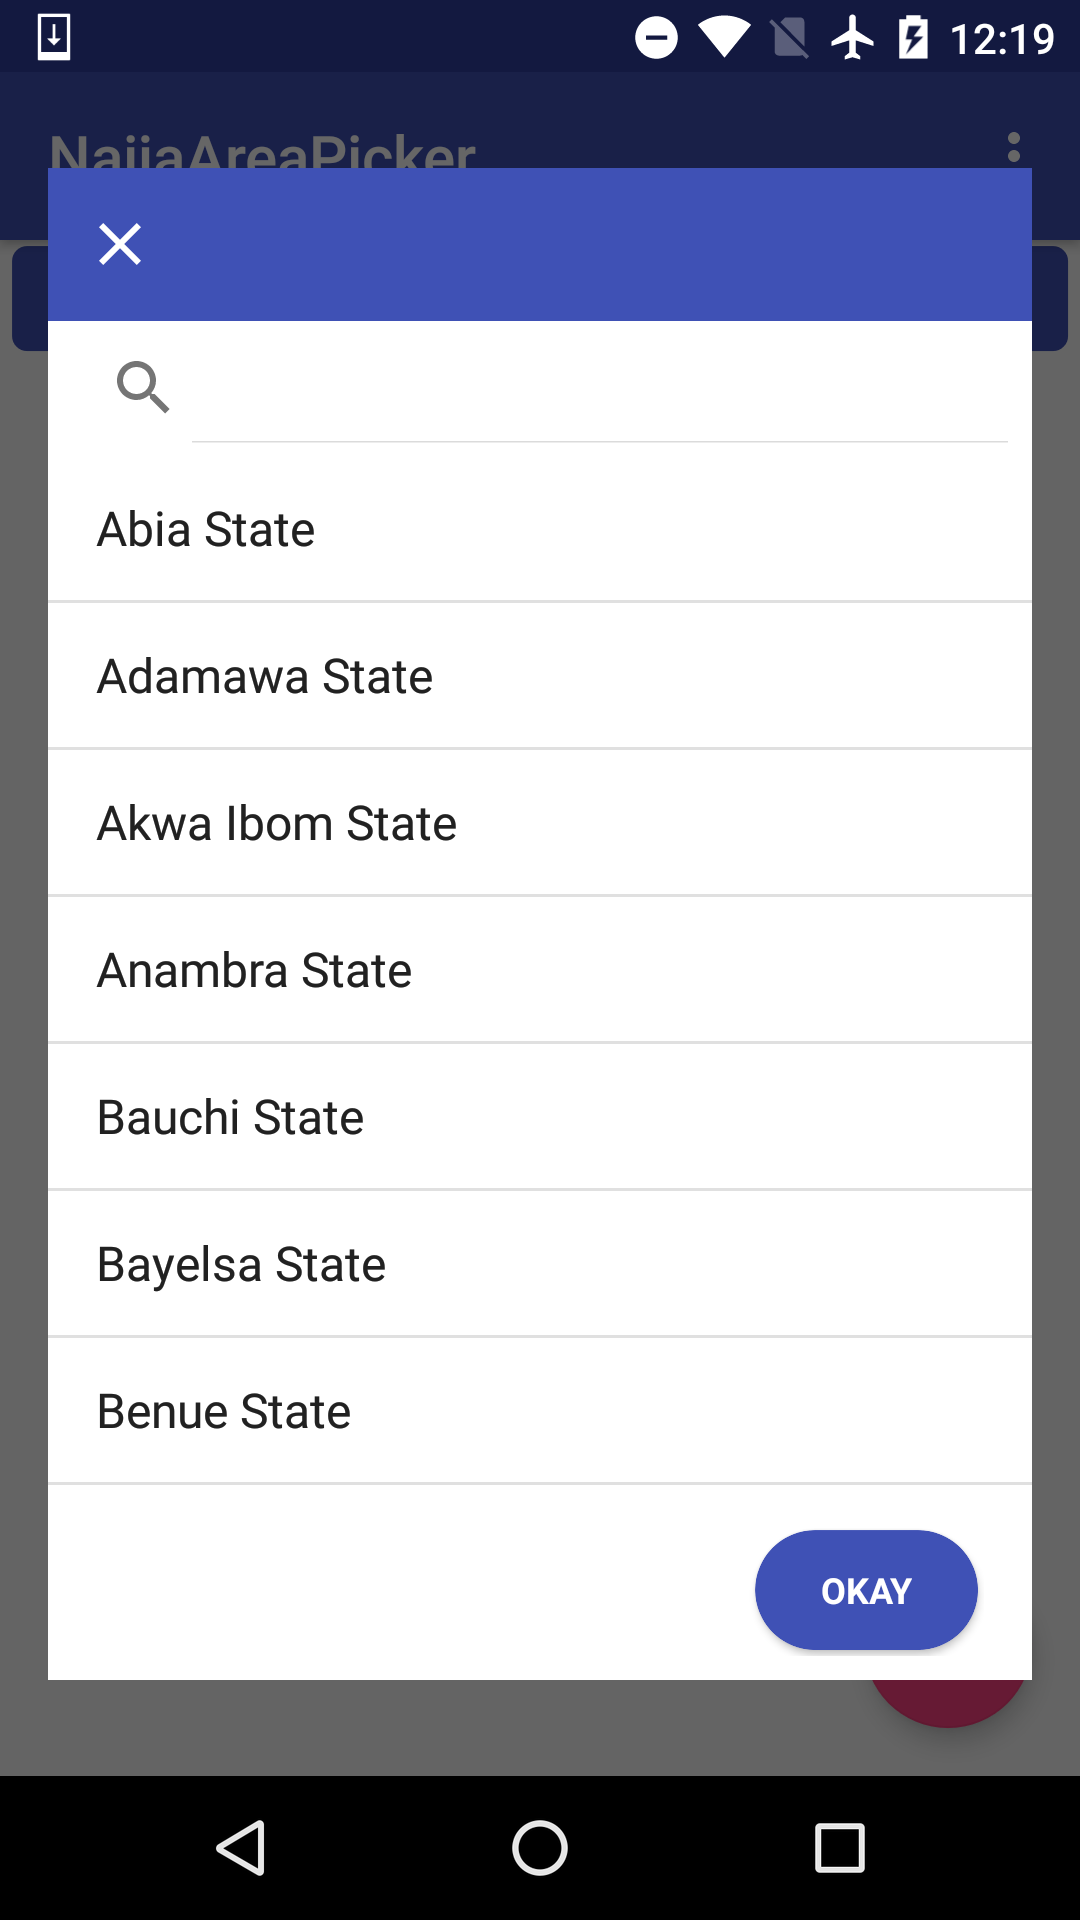 12:19
NaijaAreaPicker
Abia State
Adamawa State
Akwa Ibom State
Anambra State
Bauchi State
Bayelsa State
Benue State
OKAY